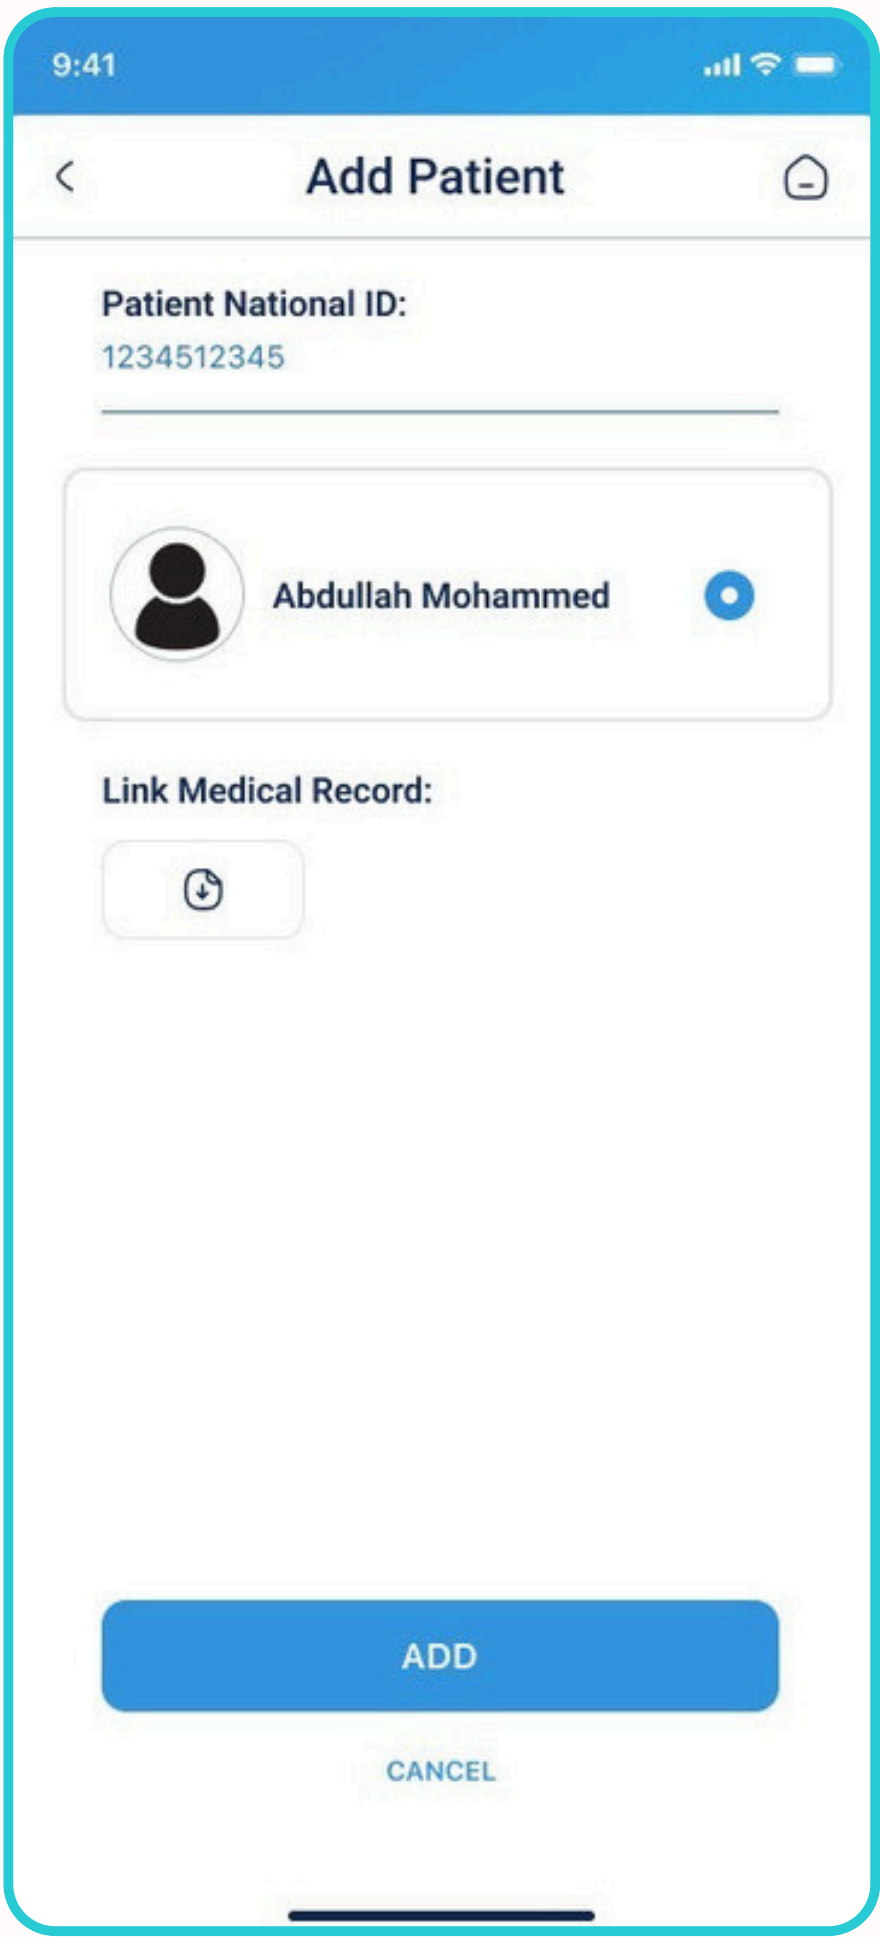 9:41
Add Patient
Patient National ID:
1234512345
Abdullah Mohammed
Link Medical Record:
ADD
CANCEL